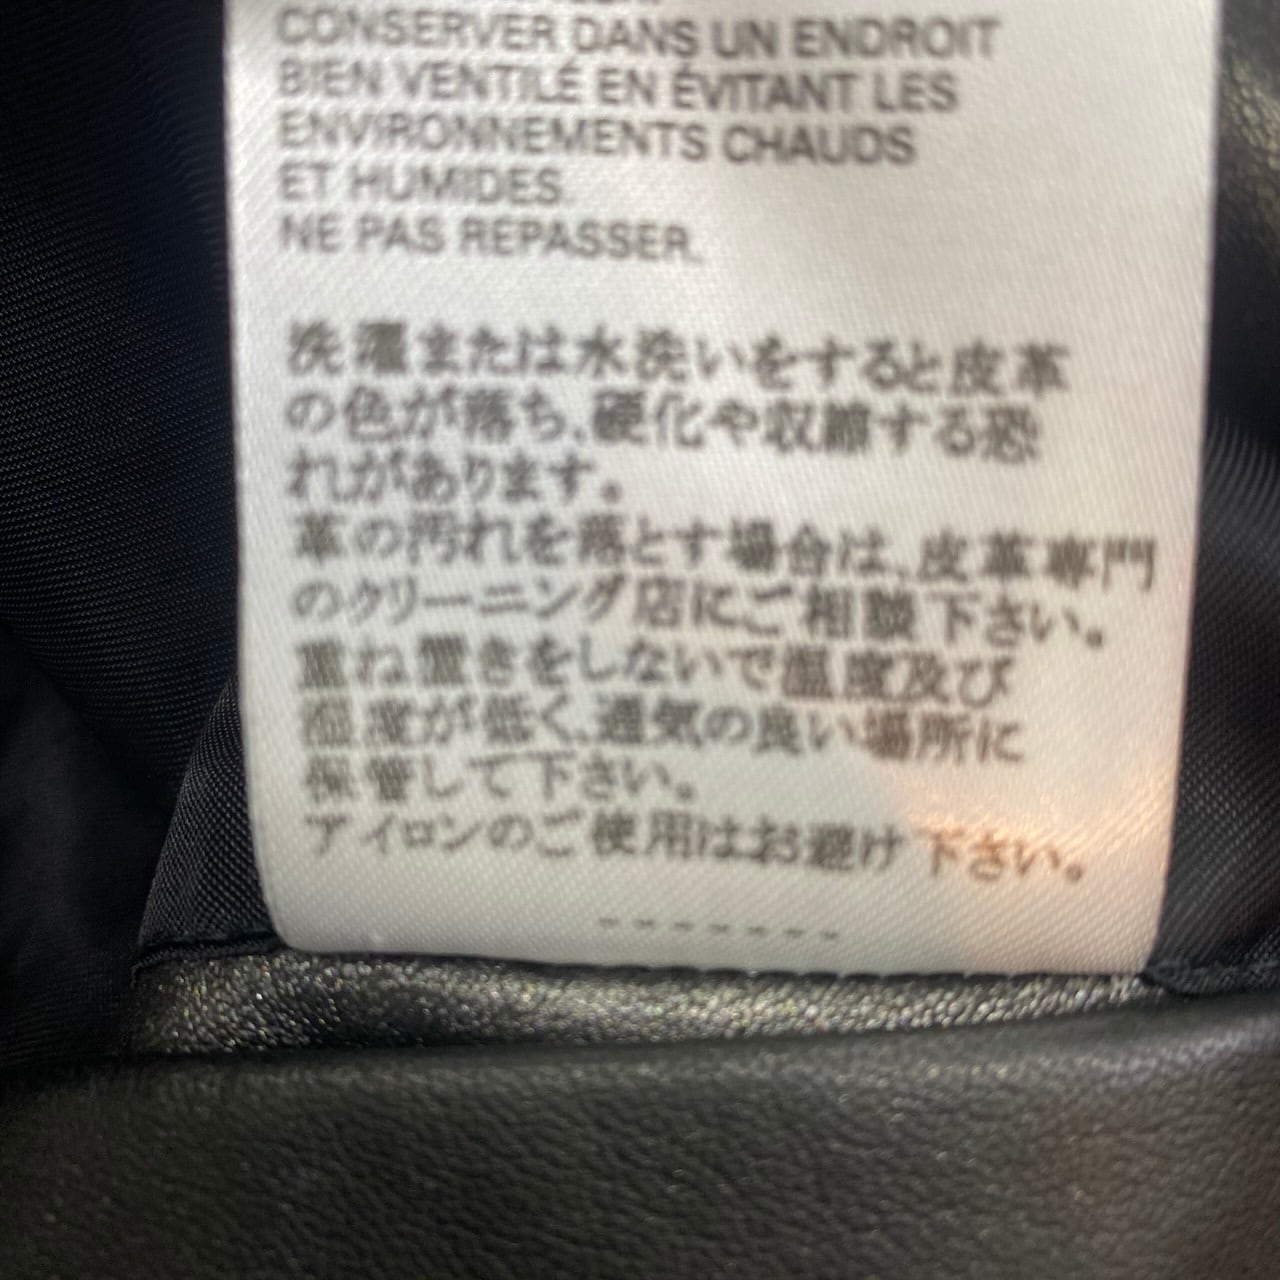 CONSERVER DANS UN ENDROIT
BIEN VENTILÉ EN ÉVITANT LES
ENVIRONNEMENTS CHAUDS
ET HUMIDES.
NE PAS REPASSER.
洗濯または水洗いをすると皮革
の色が落ち、硬化や収縮する恐
れがあります。
革の汚れを落とす場合は、皮革専門
のクリーニング店にご相談下さい。
重ね置きをしないで温度及び
湿度が低く、通気の良い場所に
保管して下さい。
アイロンのご使用はお避け下さい。
-------